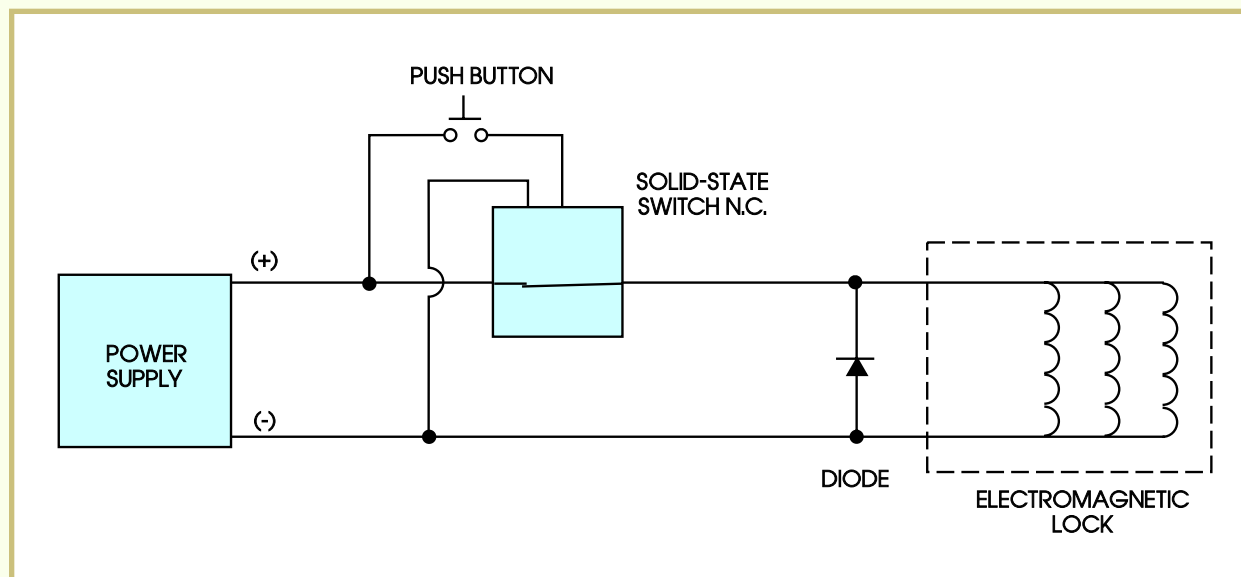 PUSH BUTTON
SOLID-STATE
SWITCH N.C.
(+)
POWER
SUPPLY
(-)
DIODE
ELECTROMAGNETIC
LOCK